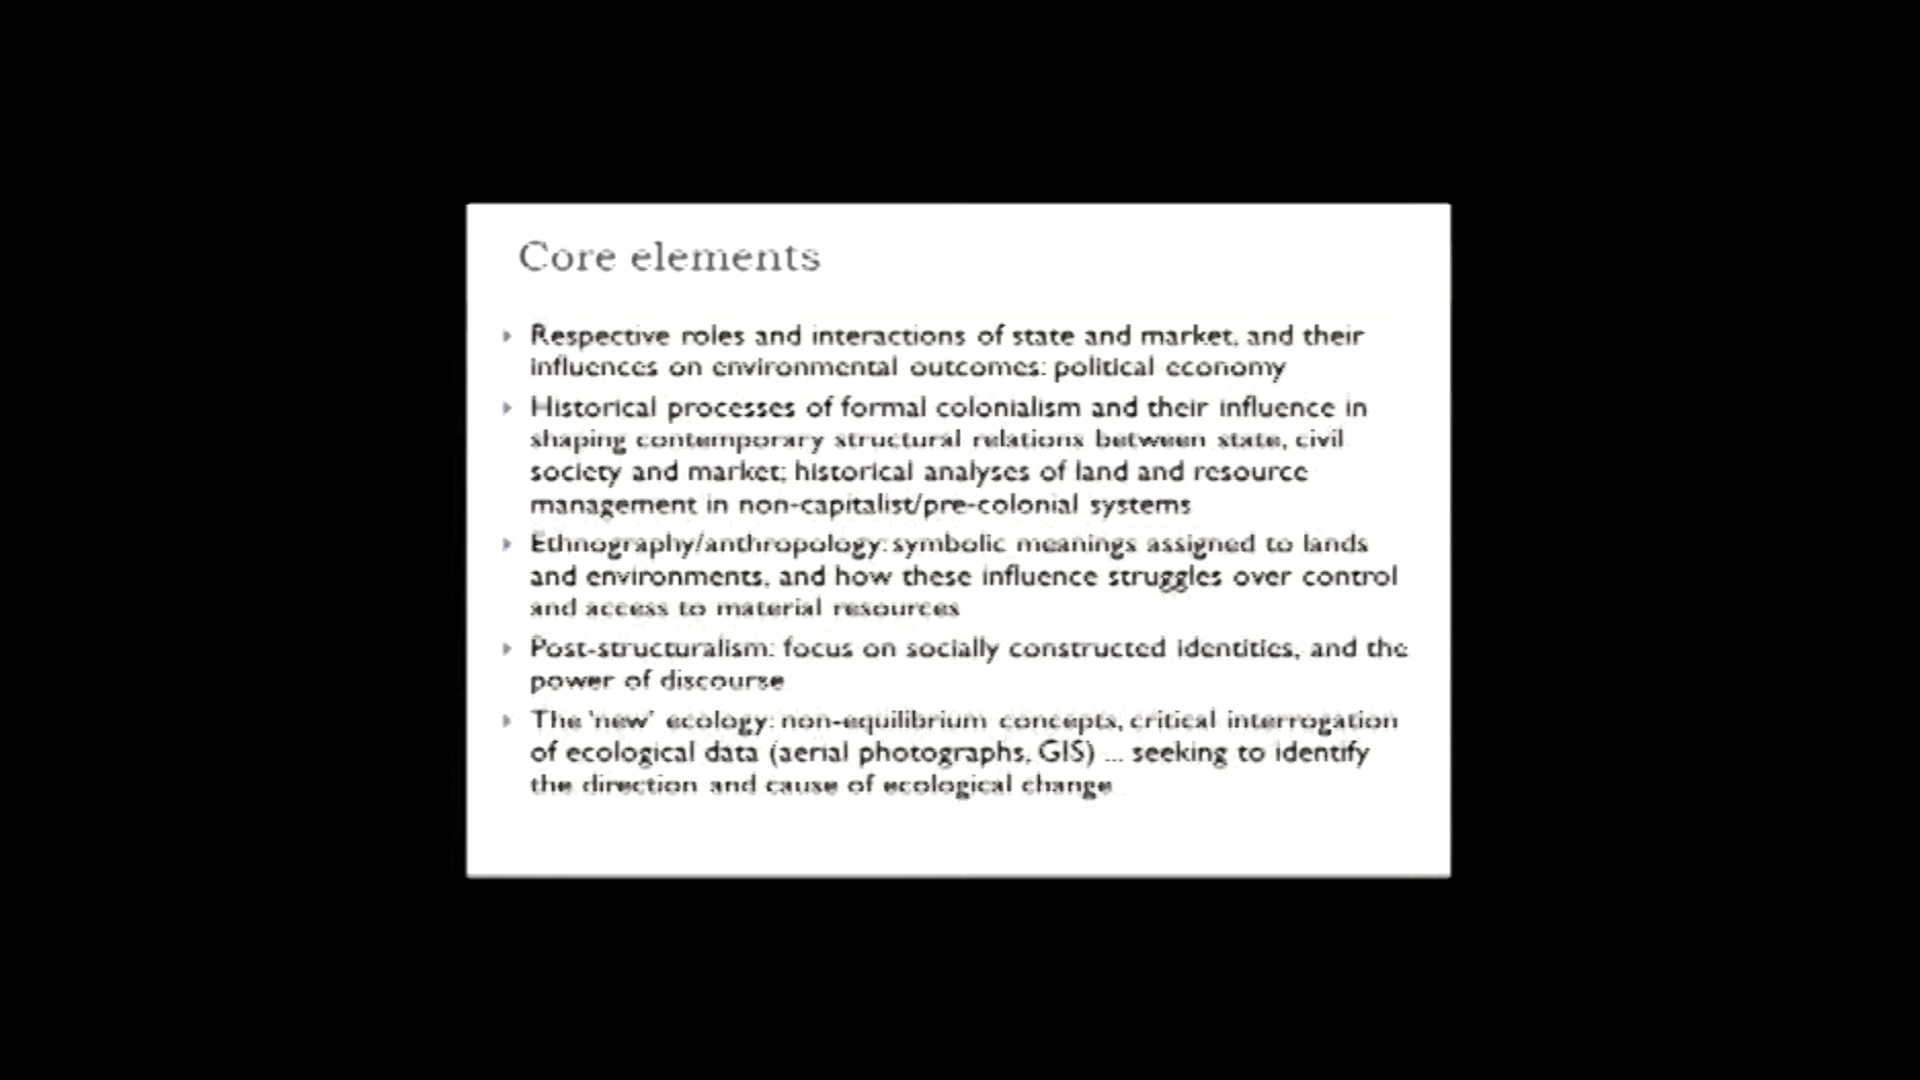 Core elements
Respective roles and interactions of state and market, and their
influences on environmental outcomes: political economy
Historical processes of formal colonialism and their influence in
shaping contemporary structural relations between state, civil
society and market; historical analyses of land and resource
management in non-capitalist/pre-colonial systems
Ethnography/anthropology: symbolic meanings assigned to lands
and environments, and how these influence struggles over control
and access to material resources
Post-structuralism: focus on socially constructed identities, and the
power of discourse
The 'new' ecology: non-equilibrium concepts, critical interrogation
of ecological data (aerial photographs, GIS) ... seeking to identify
the direction and cause of ecological change